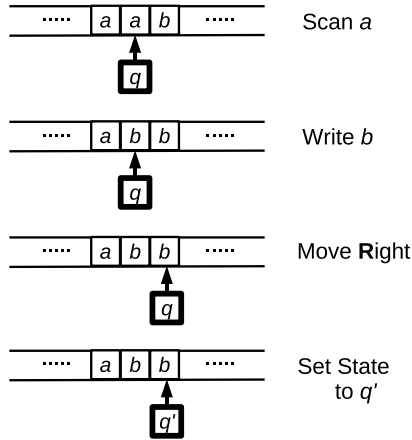 ..... a a b ..... Scan a
q
..... a b b ..... Write b
q
..... a b b ..... Move Right
q
..... a b b ..... Set State
to q'
q'